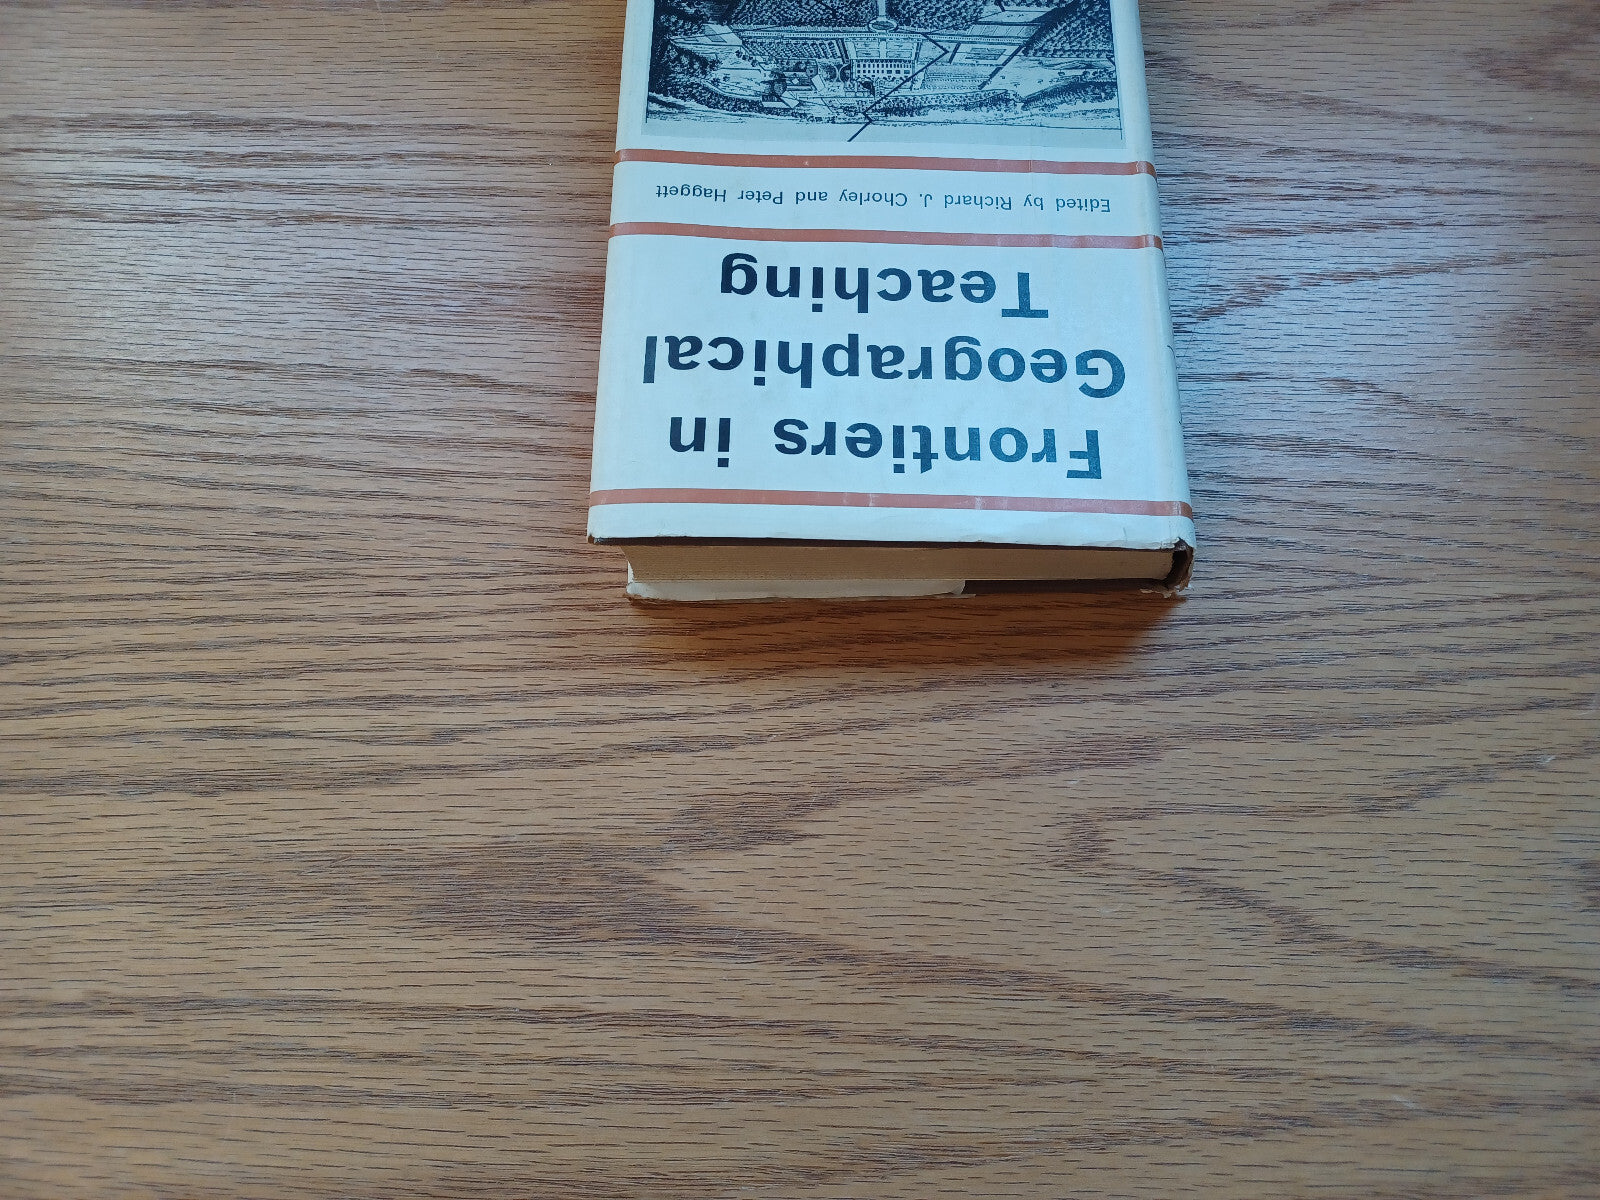 Frontiers in
Geographical
Teaching
Edited by Richard J. Chorley and Peter Haggett